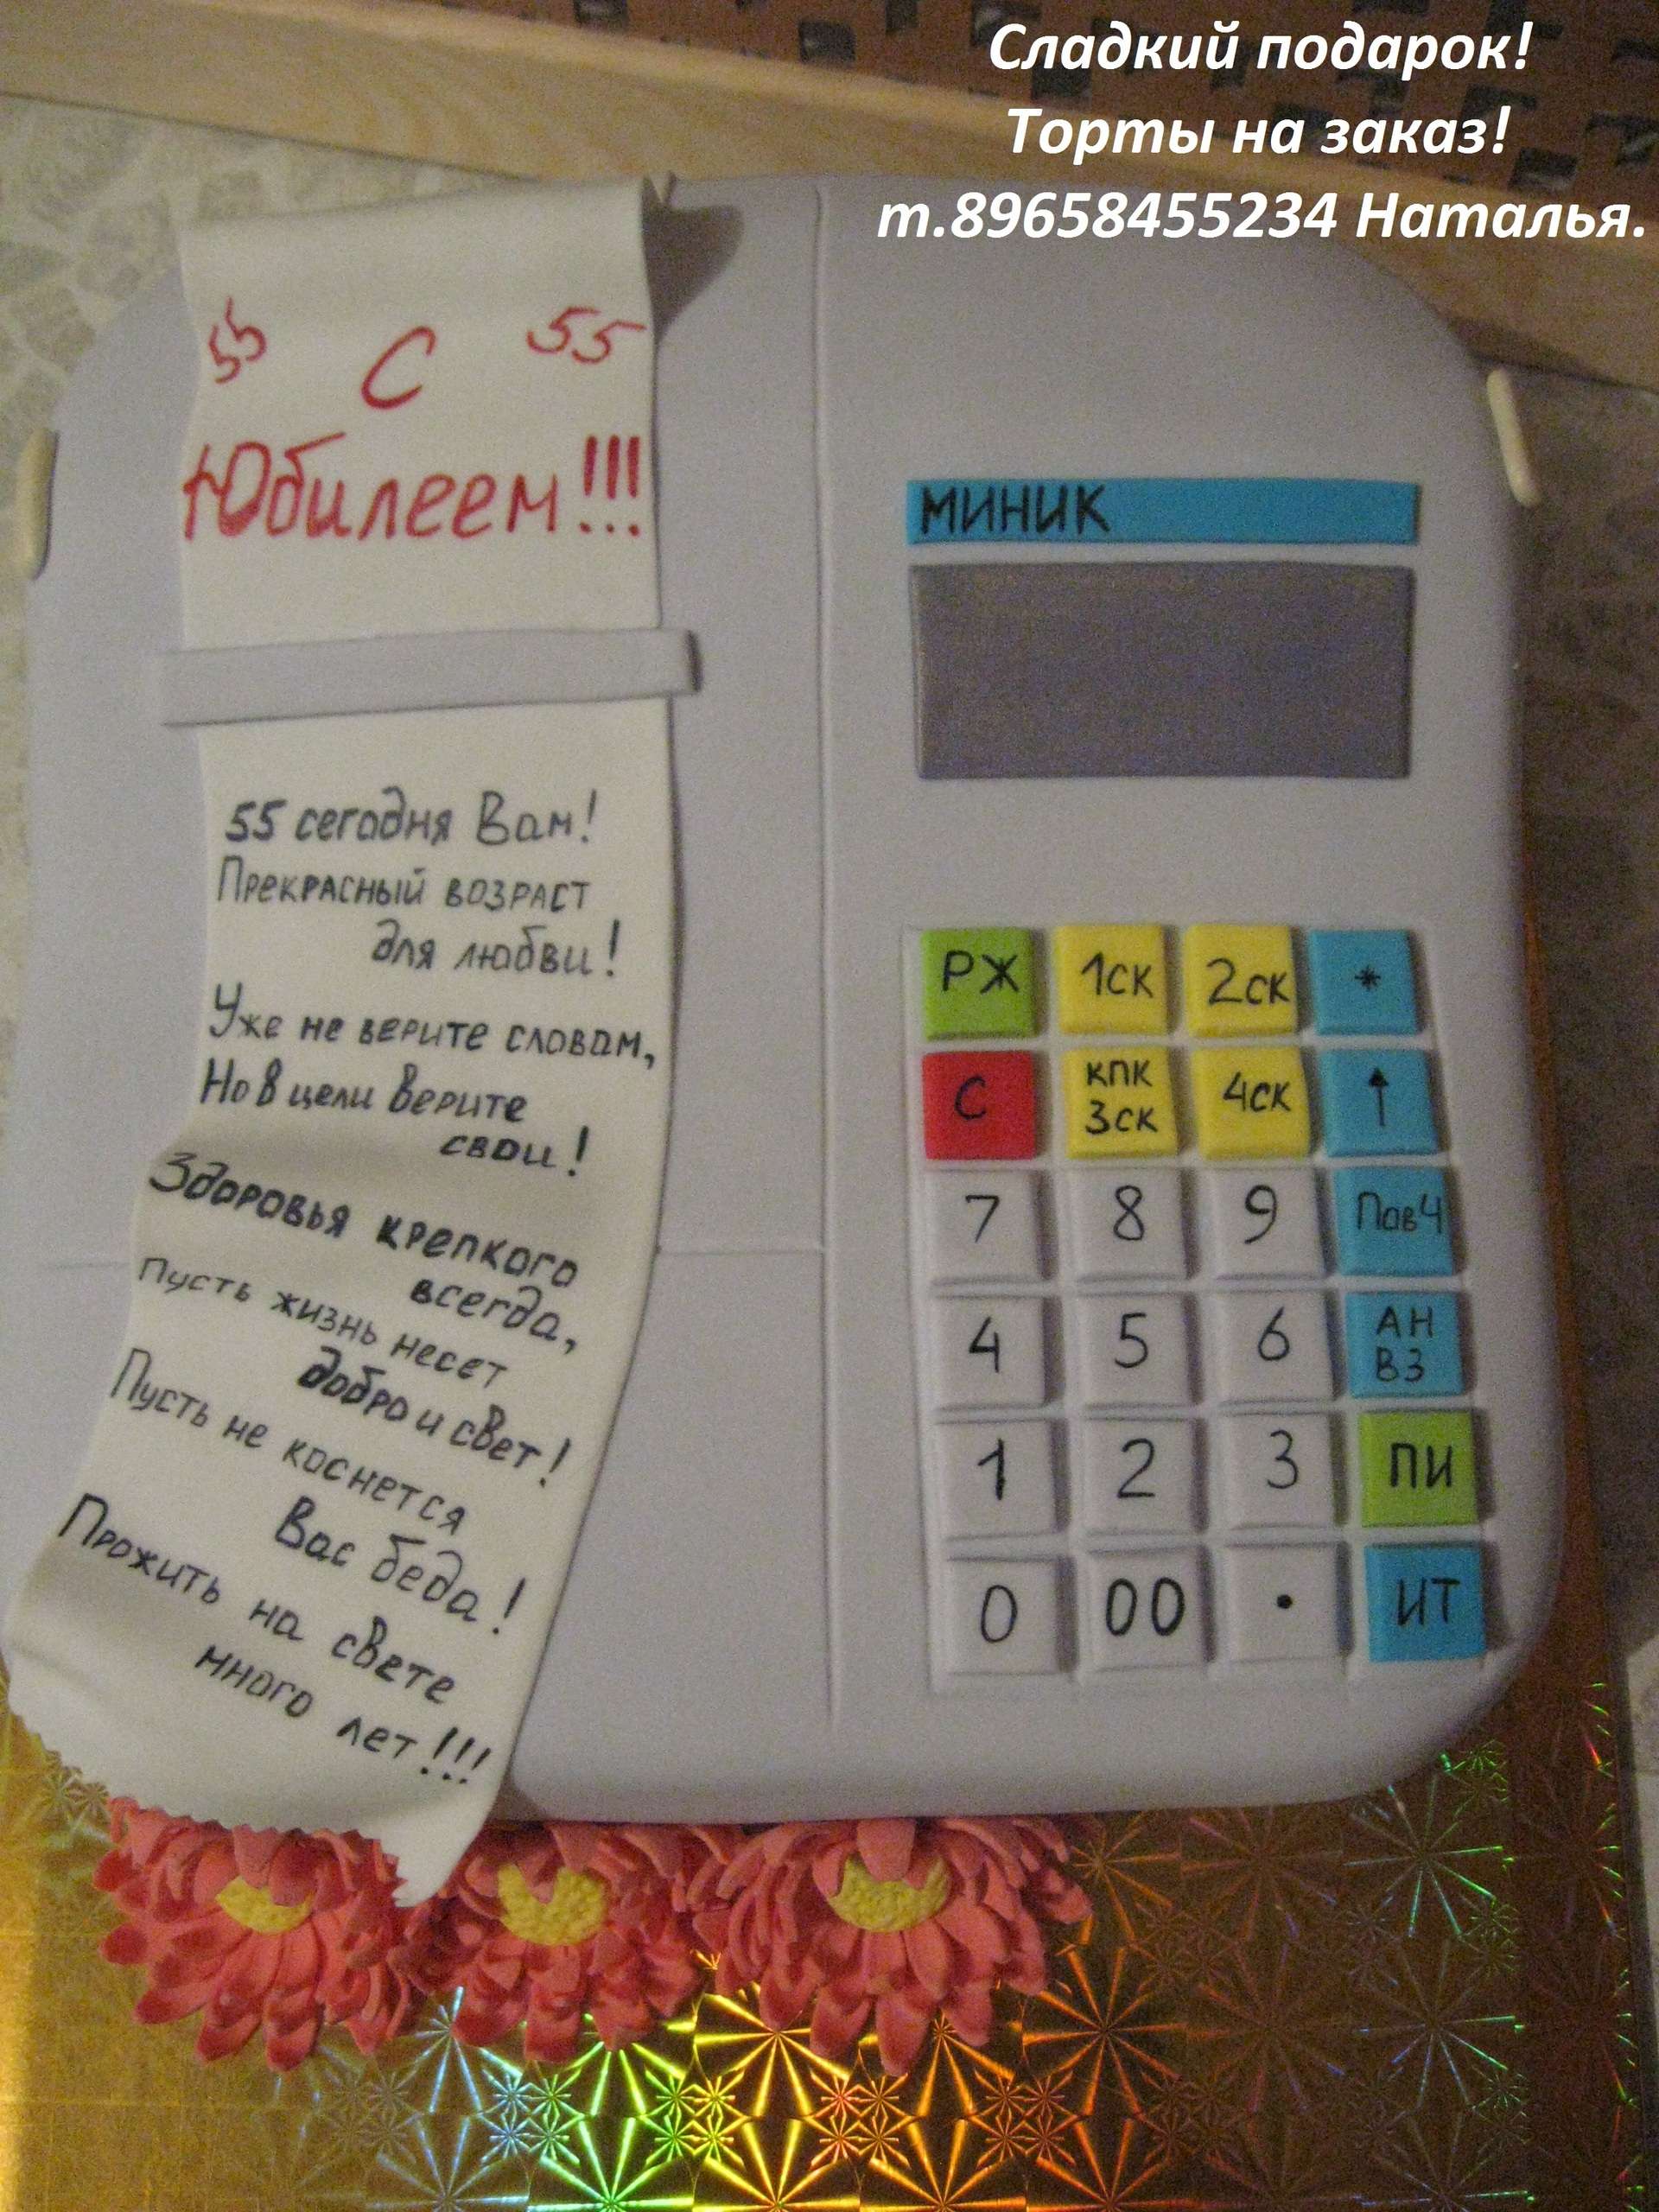 Сладкий подарок!
Торты на заказ!
т.89658455234 Наталья.
55 С 55
Юбилеем!!!
55 сегодня Вам!
Прекрасный возраст
для любви!
Уже не верите словам,
Но в цели верите
свои!
Здоровья крепкого
всегда,
Пусть жизнь несет
добро и свет!
Пусть не коснется
Вас беда!
Прожить на свете
много лет!!!
МИНИК
РЖ 1СК 2СК *
С КПК 4СК ↑
3СК
7 8 9 ПовЧ
4 5 6 АН
ВЗ
1 2 3 ПИ
0 00 • ИТ